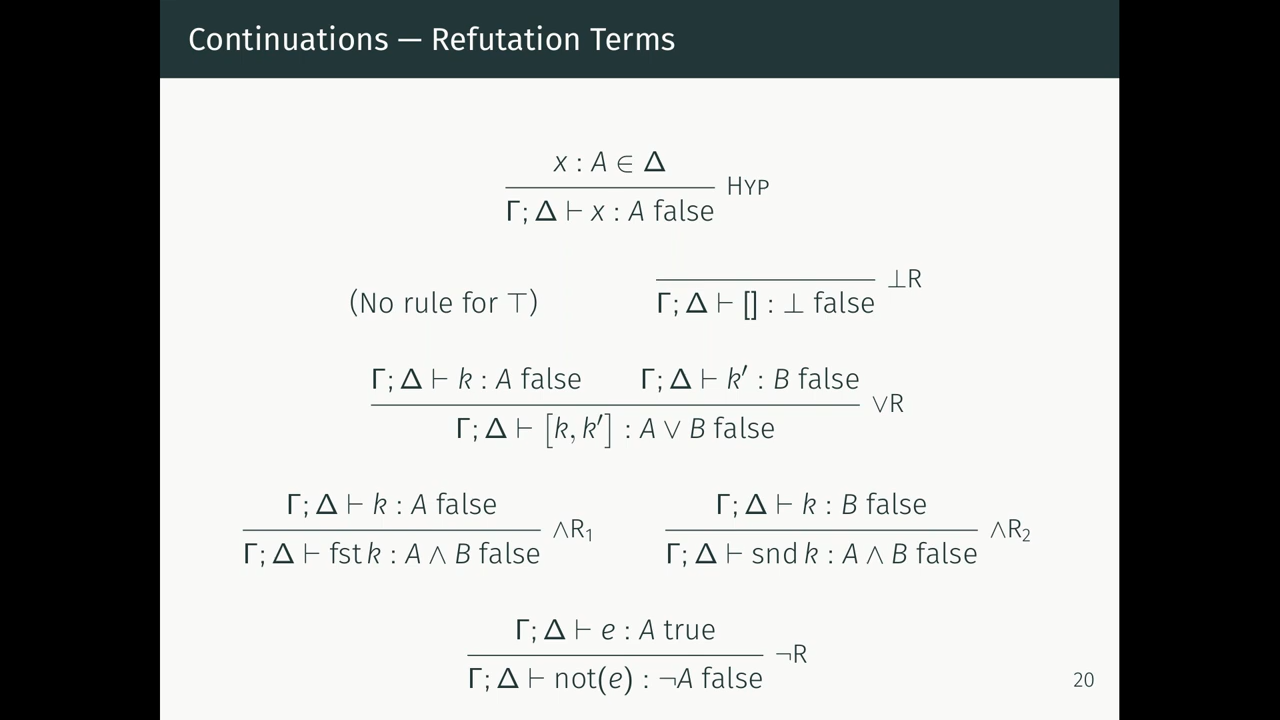 Continuations — Refutation Terms
x : A ∈ Δ
Γ; Δ ⊢ x : A false
HYP
(No rule for ⊤)
Γ; Δ ⊢ [] : ⊥ false
⊥R
Γ; Δ ⊢ k : A false Γ; Δ ⊢ k′ : B false
Γ; Δ ⊢ [k, k′] : A ∨ B false
∨R
Γ; Δ ⊢ k : A false
Γ; Δ ⊢ fst k : A ∧ B false
∧R₁
Γ; Δ ⊢ k : B false
Γ; Δ ⊢ snd k : A ∧ B false
∧R₂
Γ; Δ ⊢ e : A true
Γ; Δ ⊢ not(e) : ¬A false
¬R
20